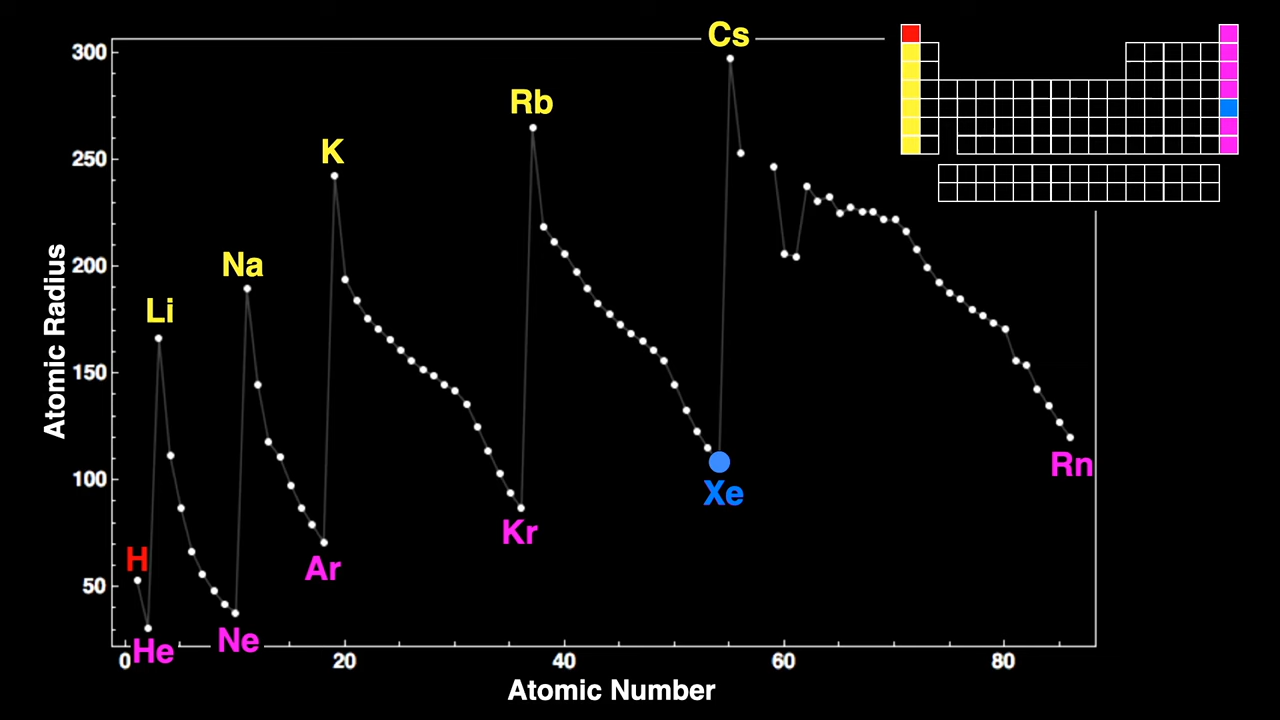 Cs
300
Rb
250
K
Na
200
Li
150
Atomic Radius
100
Rn
Xe
Kr
H
Ar
50
He
Ne
0
20
40
60
80
Atomic Number